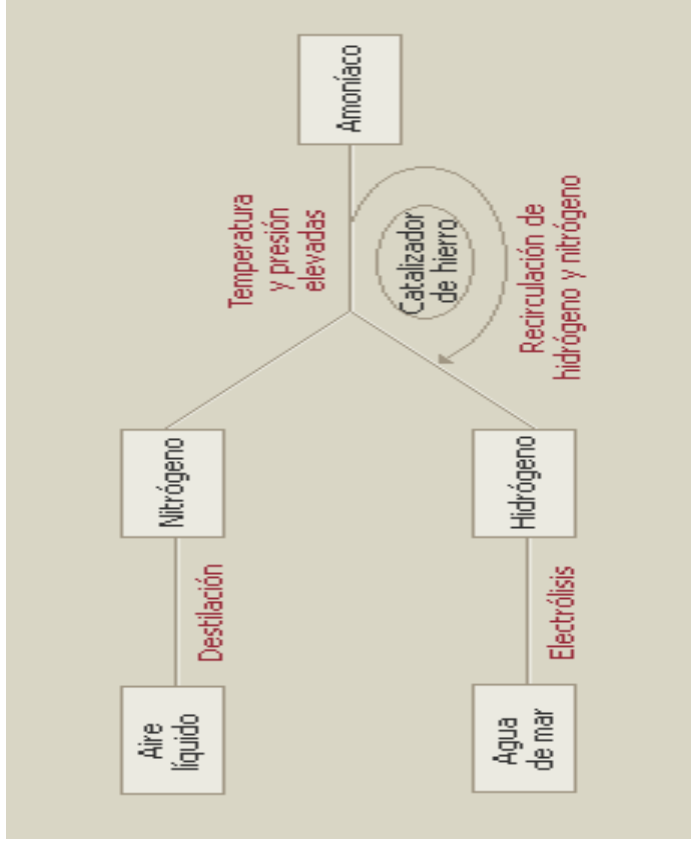 Aire
líquido
Destilación
Nitrógeno
Agua
de mar
Electrólisis
Hidrógeno
Temperatura
y presión
elevadas
Catalizador
de hierro
Recirculación de
hidrógeno y nitrógeno
Amoníaco